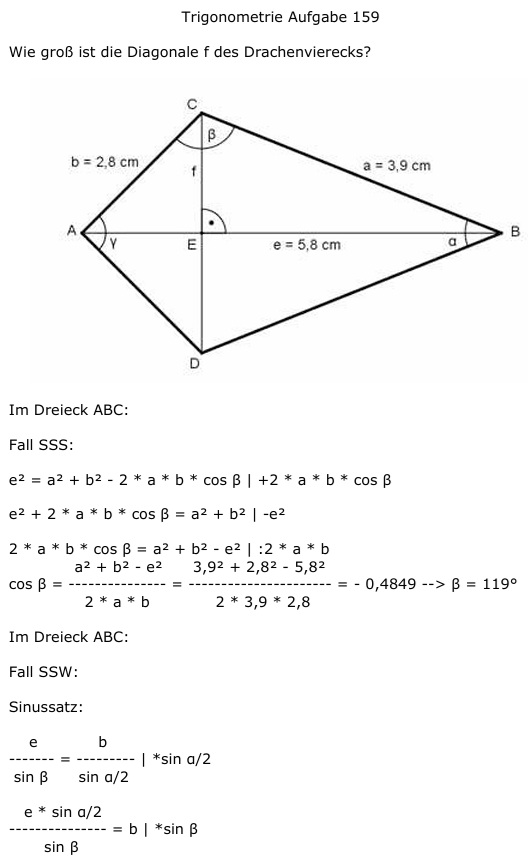 Trigonometrie Aufgabe 159
Wie groß ist die Diagonale f des Drachenvierecks?
C
β
b = 2,8 cm
a = 3,9 cm
f
A
γ
E
e = 5,8 cm
α
B
D
Im Dreieck ABC:
Fall SSS:
e² = a² + b² - 2 * a * b * cos β | +2 * a * b * cos β
e² + 2 * a * b * cos β = a² + b² | -e²
2 * a * b * cos β = a² + b² - e² | :2 * a * b
a² + b² - e² 3,9² + 2,8² - 5,8²
cos β = --------------- = ---------------------- = - 0,4849 --> β = 119°
2 * a * b 2 * 3,9 * 2,8
Im Dreieck ABC:
Fall SSW:
Sinussatz:
e b
------- = --------- | *sin α/2
sin β sin α/2
e * sin α/2
--------------- = b | *sin β
sin β